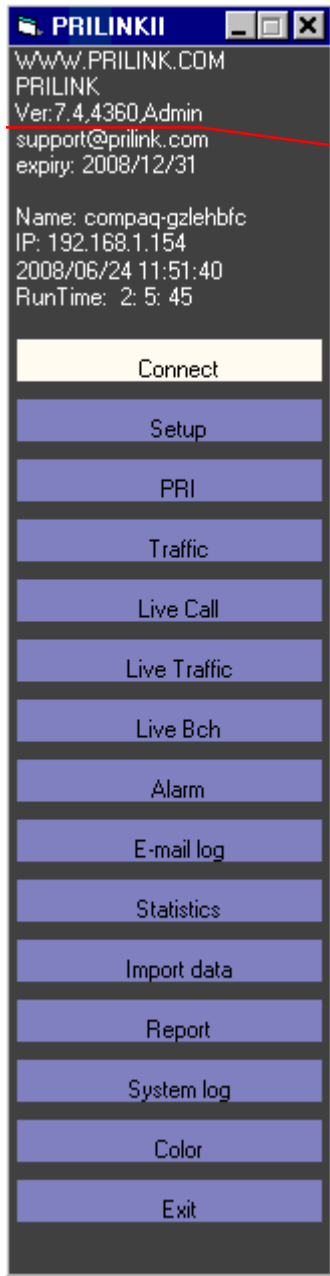 PRILINKII
WWW.PRILINK.COM
PRILINK
Ver:7.4,4360,Admin
support@prilink.com
expiry: 2008/12/31
Name: compaq-gzlehbfc
IP: 192.168.1.154
2008/06/24 11:51:40
RunTime: 2: 5: 45
Connect
Setup
PRI
Traffic
Live Call
Live Traffic
Live Bch
Alarm
E-mail log
Statistics
Import data
Report
System log
Color
Exit